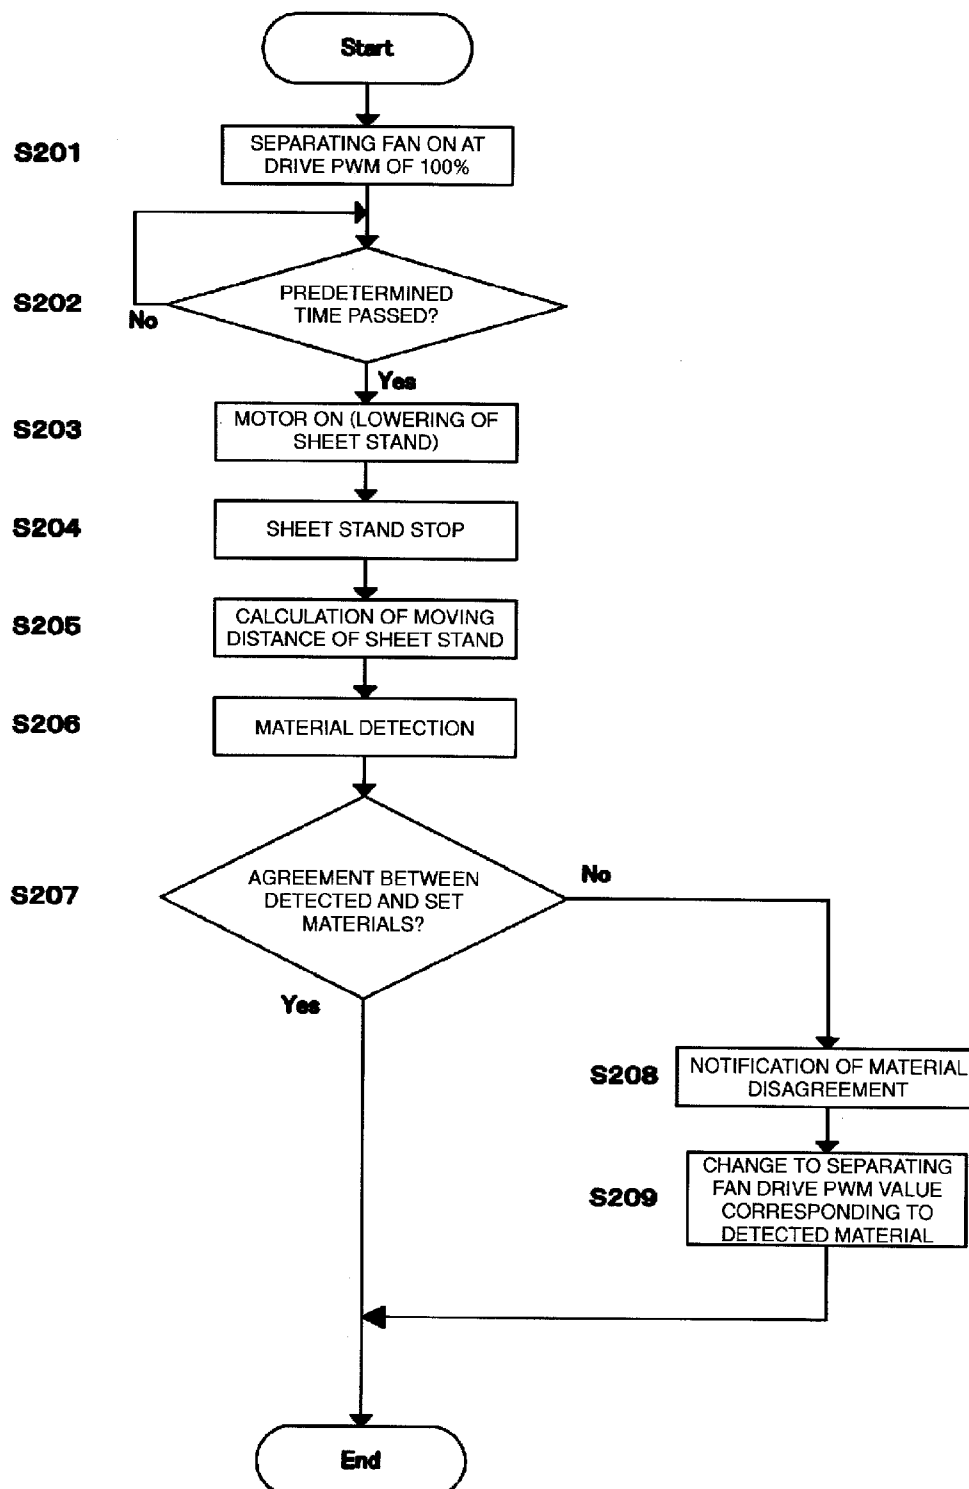 Start
S201
SEPARATING FAN ON AT
DRIVE PWM OF 100%
S202
PREDETERMINED
TIME PASSED?
No
Yes
S203
MOTOR ON (LOWERING OF
SHEET STAND)
S204
SHEET STAND STOP
S205
CALCULATION OF MOVING
DISTANCE OF SHEET STAND
S206
MATERIAL DETECTION
S207
AGREEMENT BETWEEN
DETECTED AND SET
MATERIALS?
No
Yes
S208
NOTIFICATION OF MATERIAL
DISAGREEMENT
S209
CHANGE TO SEPARATING
FAN DRIVE PWM VALUE
CORRESPONDING TO
DETECTED MATERIAL
End